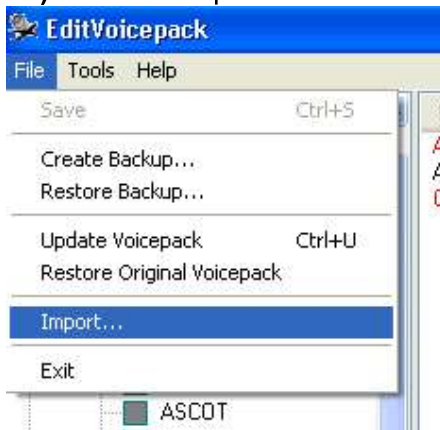 EditVoicepack
File Tools Help
Save Ctrl+S
Create Backup...
Restore Backup...
Update Voicepack Ctrl+U
Restore Original Voicepack
Import...
Exit
ASCOT